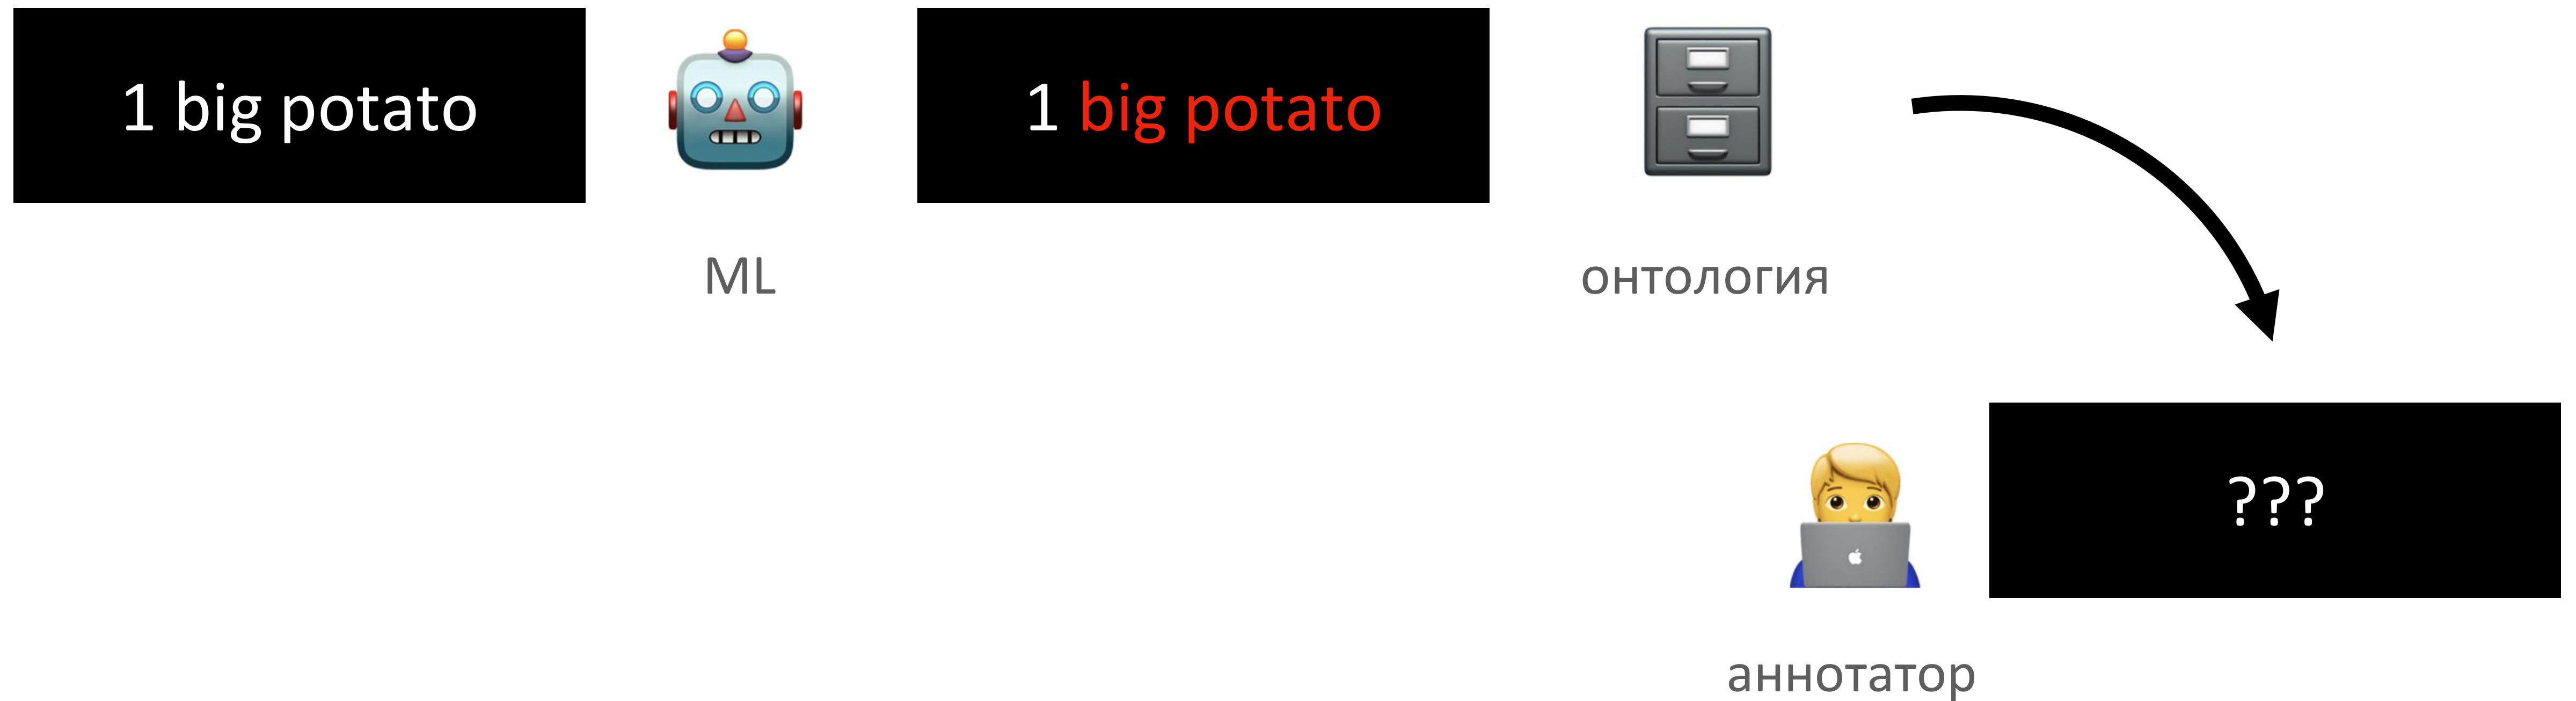 1 big potato
1 big potato
ML
онтология
???
аннотатор